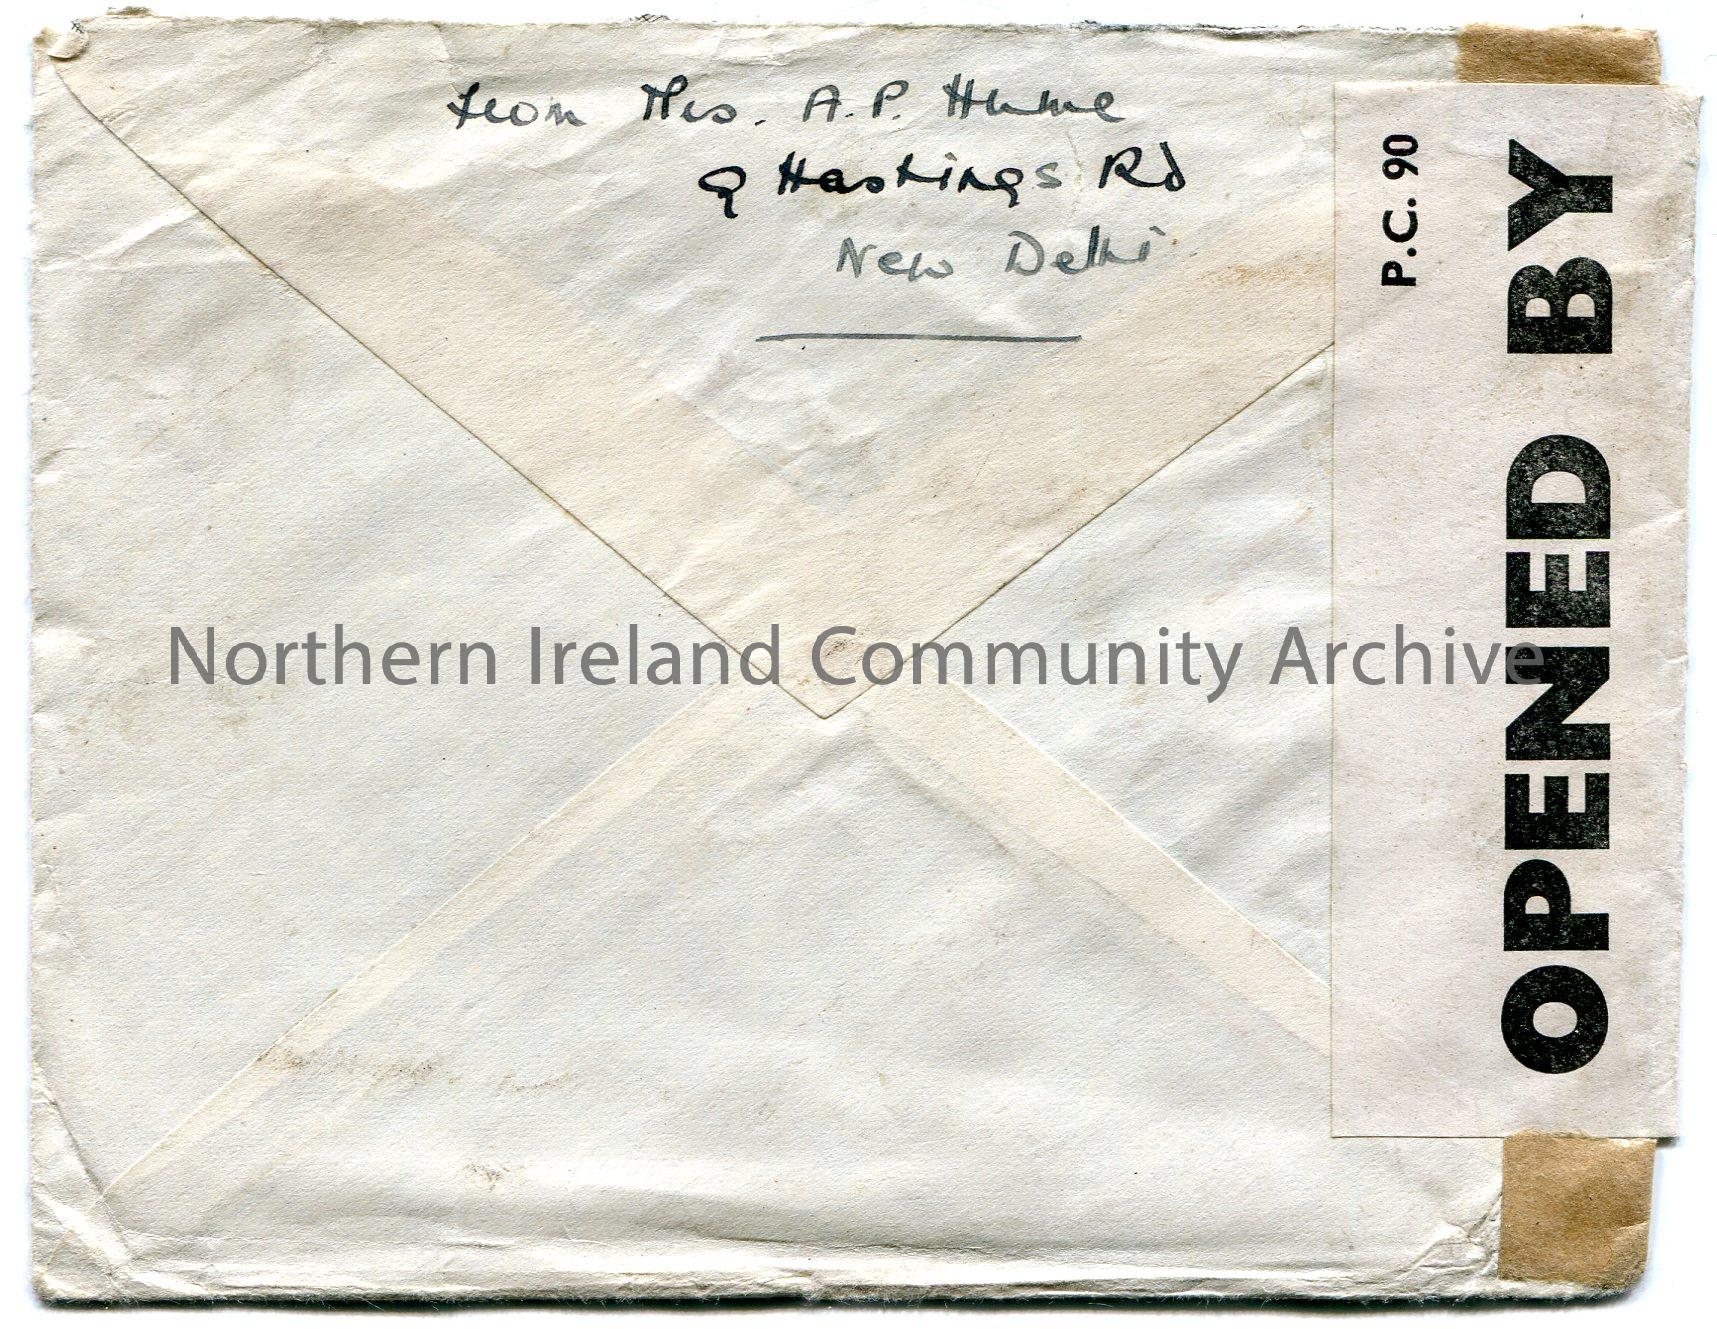 from Mrs. A.P. Hume
9 Hastings Rd
New Delhi
P.C. 90
OPENED BY
Northern Ireland Community Archive